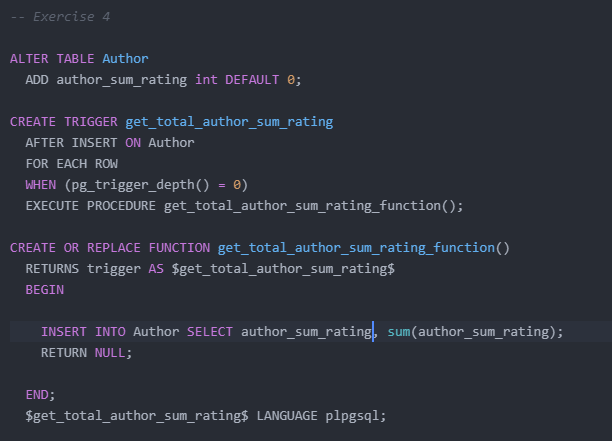 -- Exercise 4
ALTER TABLE Author
ADD author_sum_rating int DEFAULT 0;
CREATE TRIGGER get_total_author_sum_rating
AFTER INSERT ON Author
FOR EACH ROW
WHEN (pg_trigger_depth() = 0)
EXECUTE PROCEDURE get_total_author_sum_rating_function();
CREATE OR REPLACE FUNCTION get_total_author_sum_rating_function()
RETURNS trigger AS $get_total_author_sum_rating$
BEGIN
INSERT INTO Author SELECT author_sum_rating, sum(author_sum_rating);
RETURN NULL;
END;
$get_total_author_sum_rating$ LANGUAGE plpgsql;